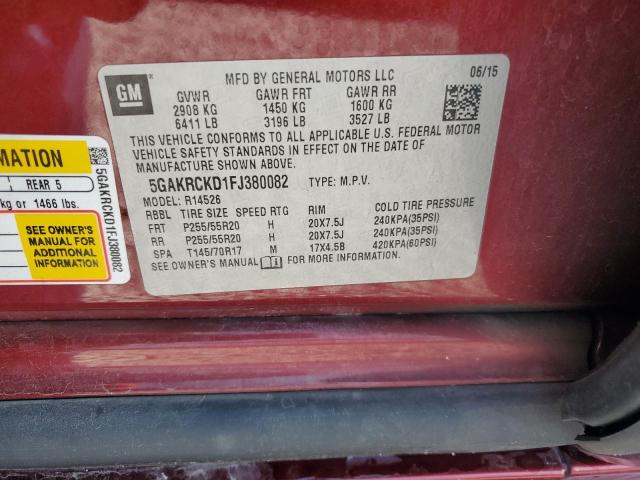 GM
MFD BY GENERAL MOTORS LLC
06/15
GVWR GAWR FRT GAWR RR
2908 KG 1450 KG 1600 KG
6411 LB 3196 LB 3527 LB
THIS VEHICLE CONFORMS TO ALL APPLICABLE U.S. FEDERAL MOTOR
VEHICLE SAFETY STANDARDS IN EFFECT ON THE DATE OF
MANUFACTURE SHOWN ABOVE.
5GAKRCKD1FJ380082 TYPE: M.P.V.
MODEL: R14526
RBBL TIRE SIZE SPEED RTG RIM COLD TIRE PRESSURE
FRT P255/55R20 H 20X7.5J 240KPA(35PSI)
RR P255/55R20 H 20X7.5J 240KPA(35PSI)
SPA T145/70R17 M 17X4.5B 420KPA(60PSI)
SEE OWNER'S MANUAL FOR MORE INFORMATION.
MATION
REAR 5
kg or 1466 lbs.
SEE OWNER'S
MANUAL FOR
ADDITIONAL
INFORMATION
5GAKRCKD1FJ380082